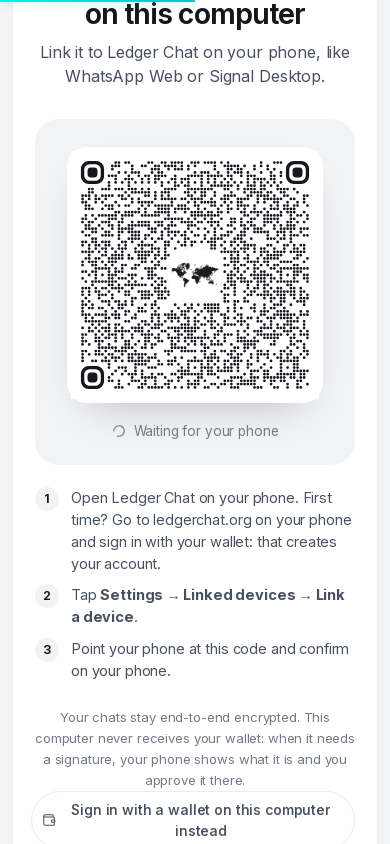 on this computer
Link it to Ledger Chat on your phone, like
WhatsApp Web or Signal Desktop.
Waiting for your phone
1 Open Ledger Chat on your phone. First
time? Go to ledgerchat.org on your phone
and sign in with your wallet: that creates
your account.
2 Tap Settings → Linked devices → Link
a device.
3 Point your phone at this code and confirm
on your phone.
Your chats stay end-to-end encrypted. This
computer never receives your wallet: when it needs
a signature, your phone shows what it is and you
approve it there.
Sign in with a wallet on this computer
instead